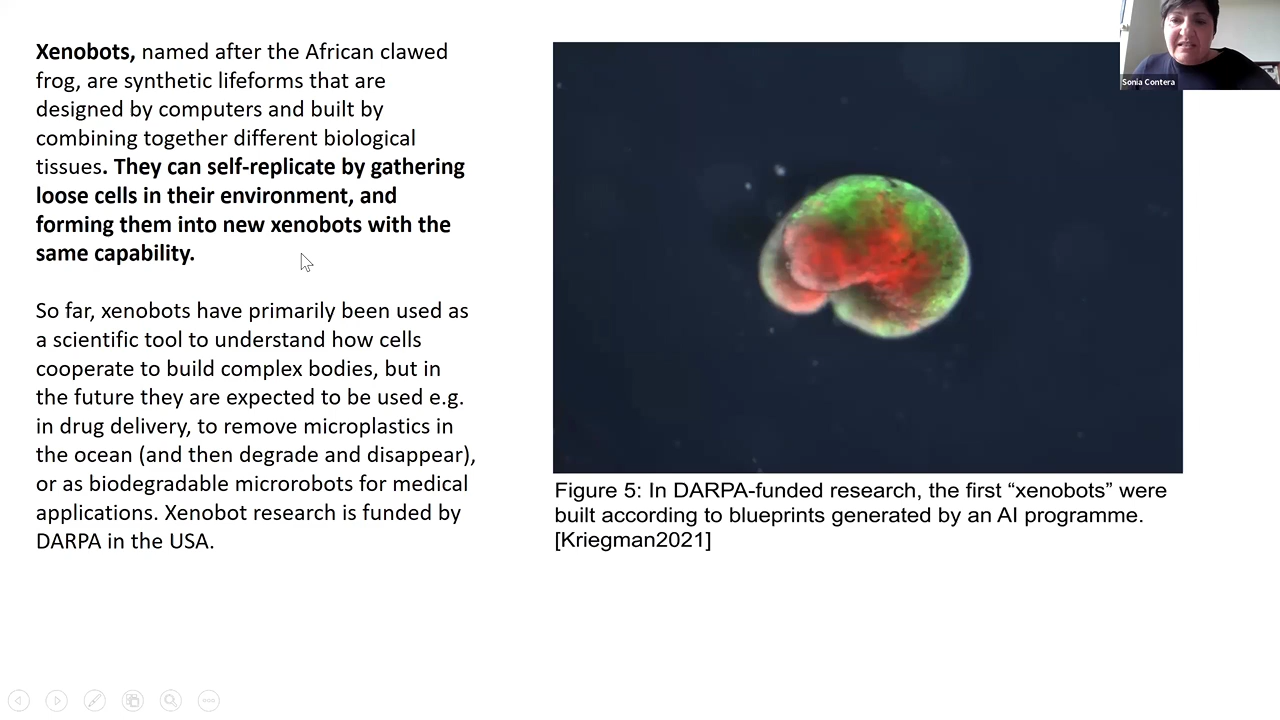 Xenobots, named after the African clawed
frog, are synthetic lifeforms that are
designed by computers and built by
combining together different biological
tissues. They can self-replicate by gathering
loose cells in their environment, and
forming them into new xenobots with the
same capability.
So far, xenobots have primarily been used as
a scientific tool to understand how cells
cooperate to build complex bodies, but in
the future they are expected to be used e.g.
in drug delivery, to remove microplastics in
the ocean (and then degrade and disappear),
or as biodegradable microrobots for medical
applications. Xenobot research is funded by
DARPA in the USA.
Figure 5: In DARPA-funded research, the first “xenobots” were
built according to blueprints generated by an AI programme.
[Kriegman2021]
Sonia Contera